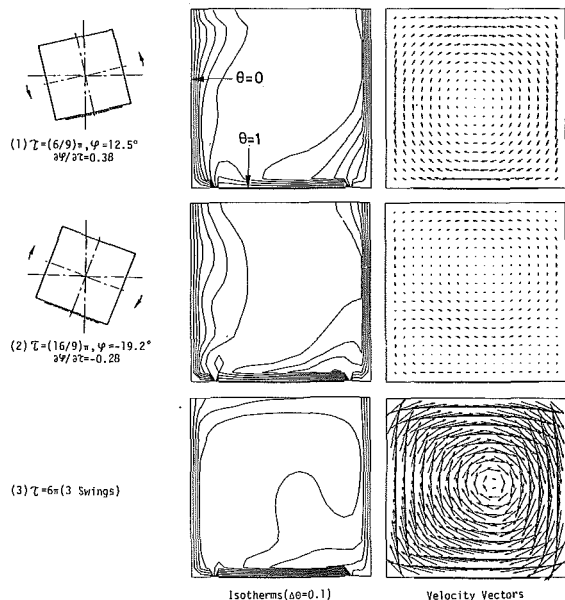 θ=0
θ=1
(1) τ=(6/9)π, φ=12.5°
∂φ/∂τ=0.38
(2) τ=(16/9)π, φ=-19.2°
∂φ/∂τ=-0.28
(3) τ=6π(3 Swings)
Isotherms(Δθ=0.1)
Velocity Vectors